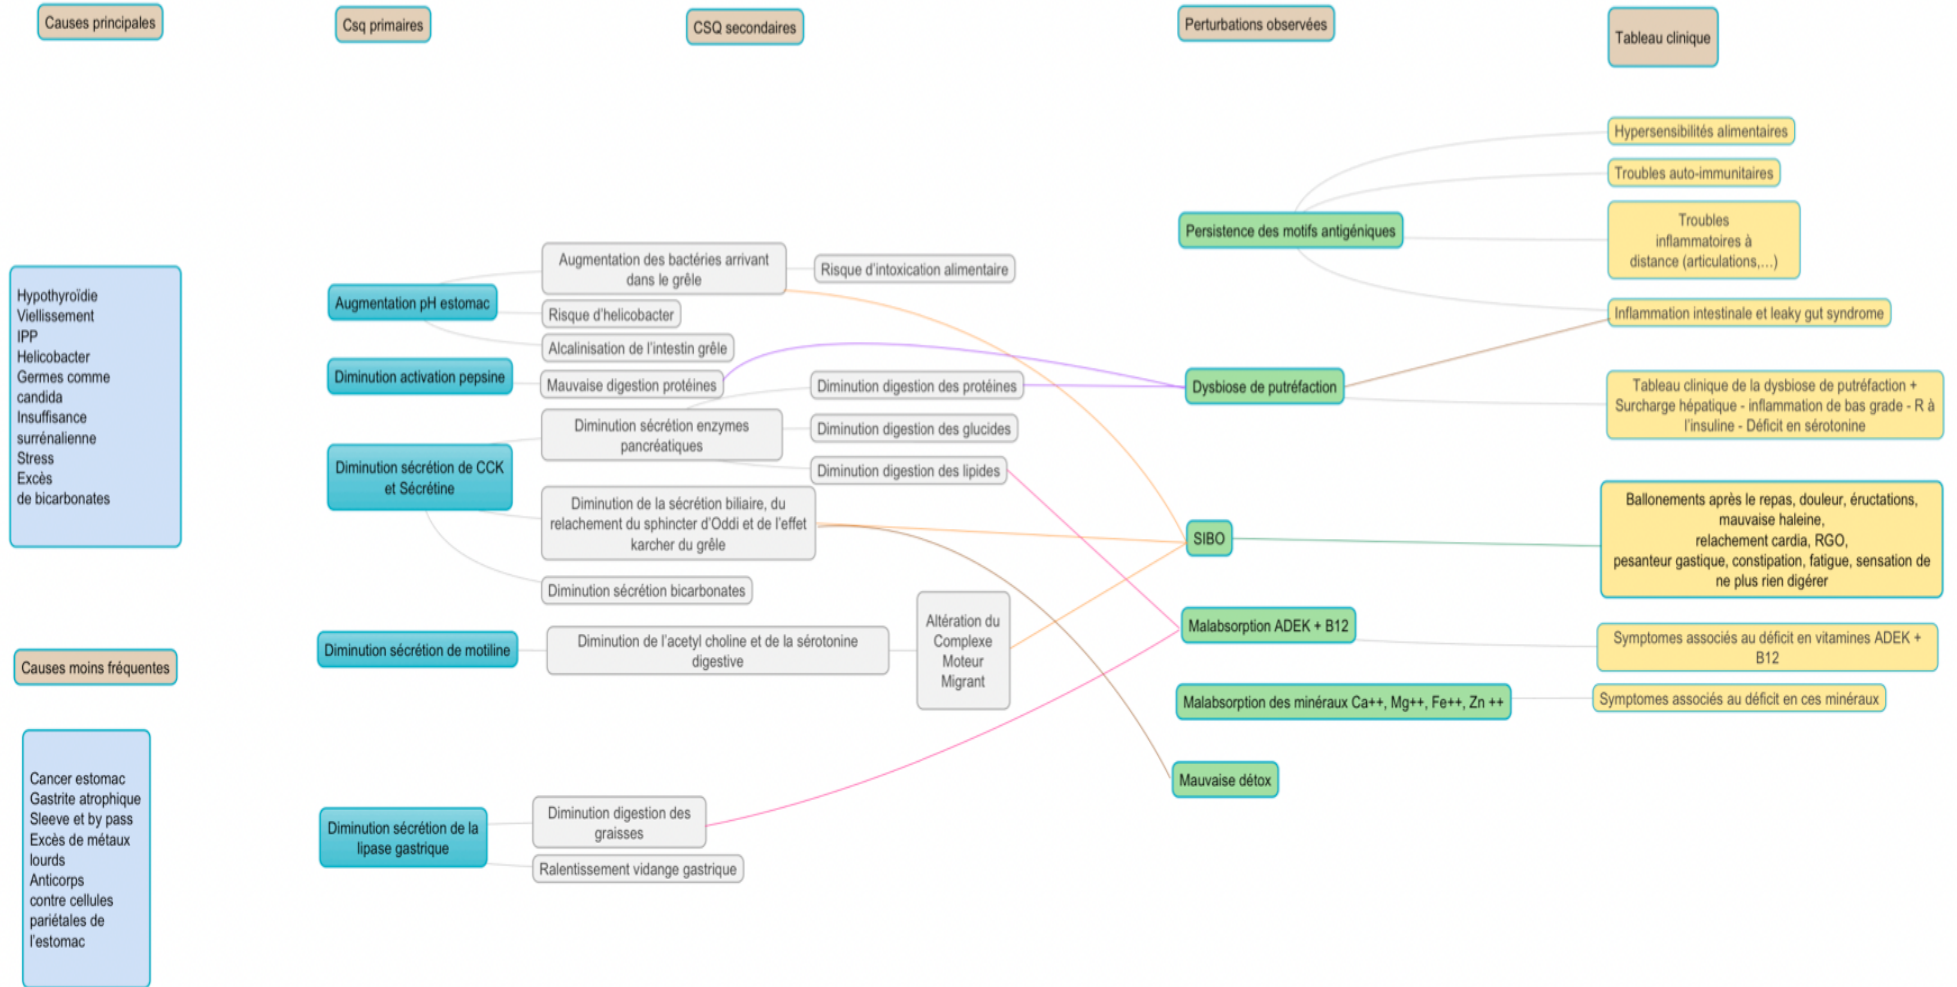 Causes principales
Csq primaires
CSQ secondaires
Perturbations observées
Tableau clinique
Hypothyroïdie
Viellissement
IPP
Helicobacter
Germes comme
candida
Insuffisance
surrénalienne
Stress
Excès
de bicarbonates
Causes moins fréquentes
Cancer estomac
Gastrite atrophique
Sleeve et by pass
Excès de métaux
lourds
Anticorps
contre cellules
pariétales de
l'estomac
Augmentation pH estomac
Diminution activation pepsine
Diminution sécrétion de CCK
et Sécrétine
Diminution sécrétion de motiline
Diminution sécrétion de la
lipase gastrique
Augmentation des bactéries arrivant
dans le grêle
Risque d'intoxication alimentaire
Risque d'helicobacter
Alcalinisation de l'intestin grêle
Mauvaise digestion protéines
Diminution sécrétion enzymes
pancréatiques
Diminution digestion des protéines
Diminution digestion des glucides
Diminution digestion des lipides
Diminution de la sécrétion biliaire, du
relachement du sphincter d'Oddi et de l'effet
karcher du grêle
Diminution sécrétion bicarbonates
Diminution de l'acetyl choline et de la sérotonine
digestive
Altération du
Complexe
Moteur
Migrant
Diminution digestion des
graisses
Ralentissement vidange gastrique
Persistence des motifs antigéniques
Dysbiose de putréfaction
SIBO
Malabsorption ADEK + B12
Malabsorption des minéraux Ca++, Mg++, Fe++, Zn ++
Mauvaise détox
Hypersensibilités alimentaires
Troubles auto-immunitaires
Troubles
inflammatoires à
distance (articulations,...)
Inflammation intestinale et leaky gut syndrome
Tableau clinique de la dysbiose de putréfaction +
Surcharge hépatique - inflammation de bas grade - R à
l'insuline - Déficit en sérotonine
Ballonements après le repas, douleur, éructations,
mauvaise haleine,
relachement cardia, RGO,
pesanteur gastique, constipation, fatigue, sensation de
ne plus rien digérer
Symptomes associés au déficit en vitamines ADEK +
B12
Symptomes associés au déficit en ces minéraux